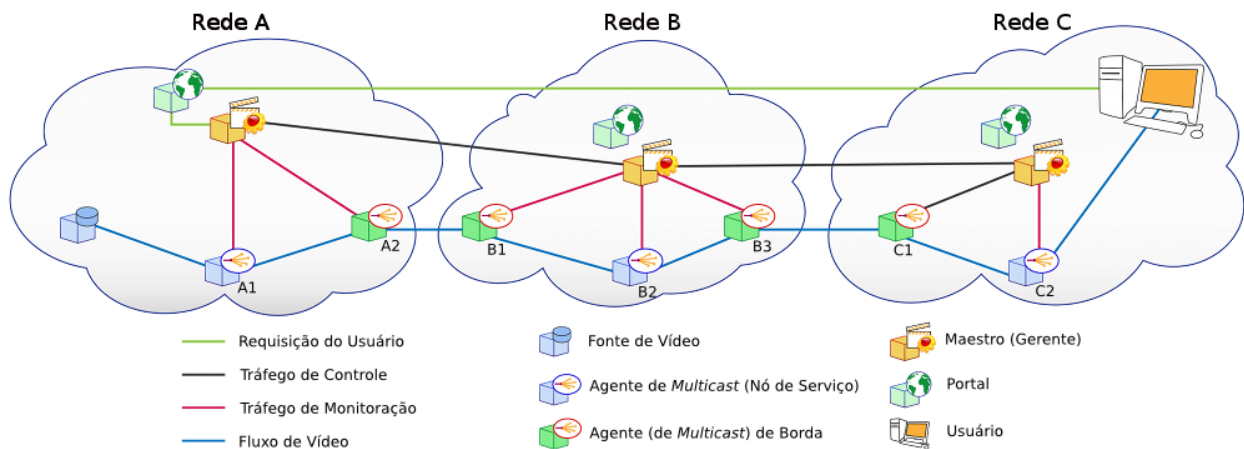 Rede A
Rede B
Rede C
A1
A2
B1
B2
B3
C1
C2
Requisição do Usuário
Tráfego de Controle
Tráfego de Monitoração
Fluxo de Vídeo
Fonte de Vídeo
Agente de Multicast (Nó de Serviço)
Agente (de Multicast) de Borda
Maestro (Gerente)
Portal
Usuário